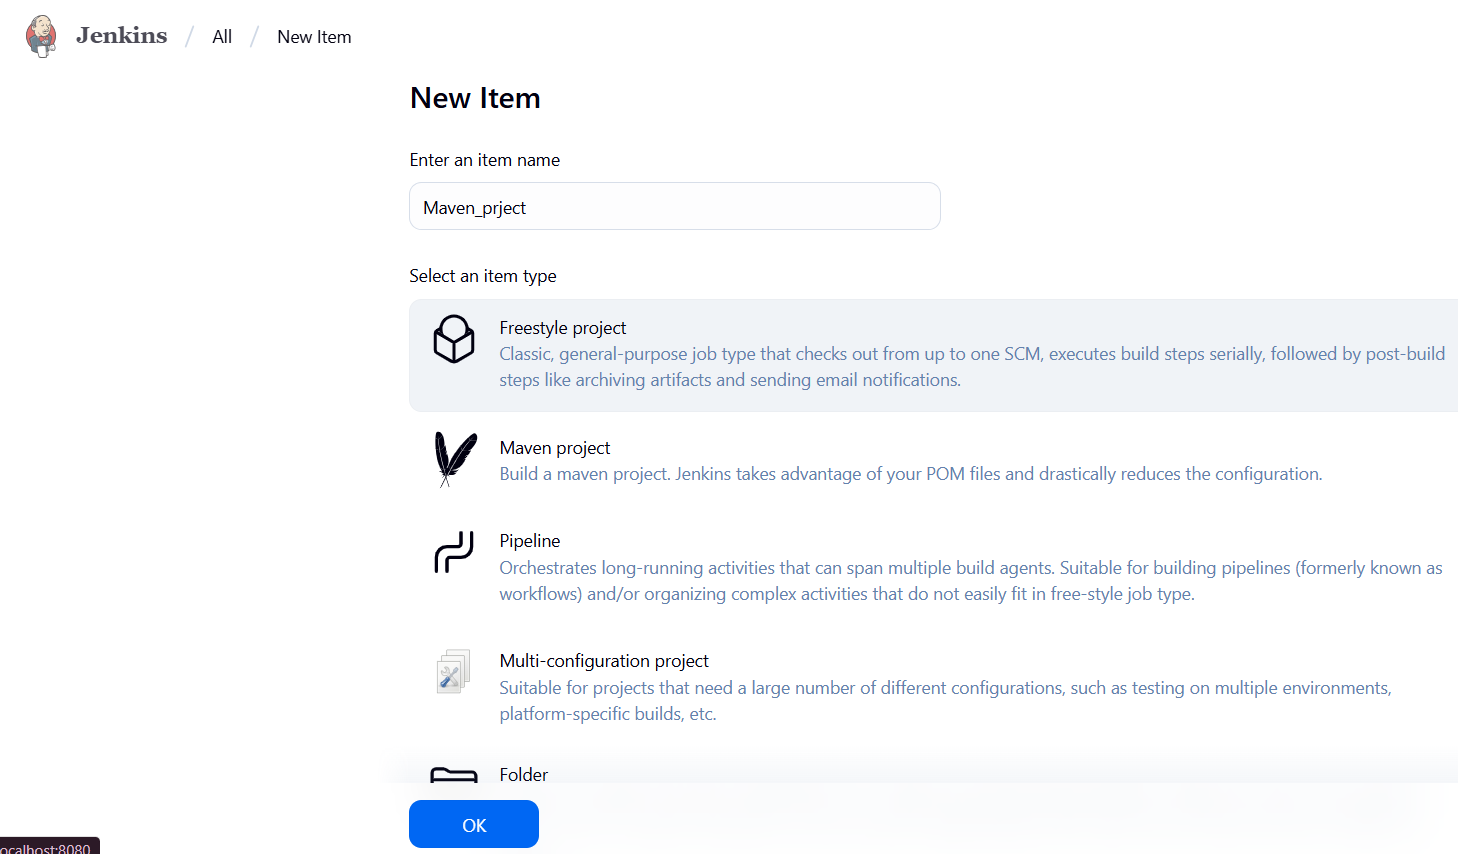 Jenkins / All / New Item
New Item
Enter an item name
Maven_prject
Select an item type
Freestyle project
Classic, general-purpose job type that checks out from up to one SCM, executes build steps serially, followed by post-build
steps like archiving artifacts and sending email notifications.
Maven project
Build a maven project. Jenkins takes advantage of your POM files and drastically reduces the configuration.
Pipeline
Orchestrates long-running activities that can span multiple build agents. Suitable for building pipelines (formerly known as
workflows) and/or organizing complex activities that do not easily fit in free-style job type.
Multi-configuration project
Suitable for projects that need a large number of different configurations, such as testing on multiple environments,
platform-specific builds, etc.
Folder
OK
ocalhost:8080